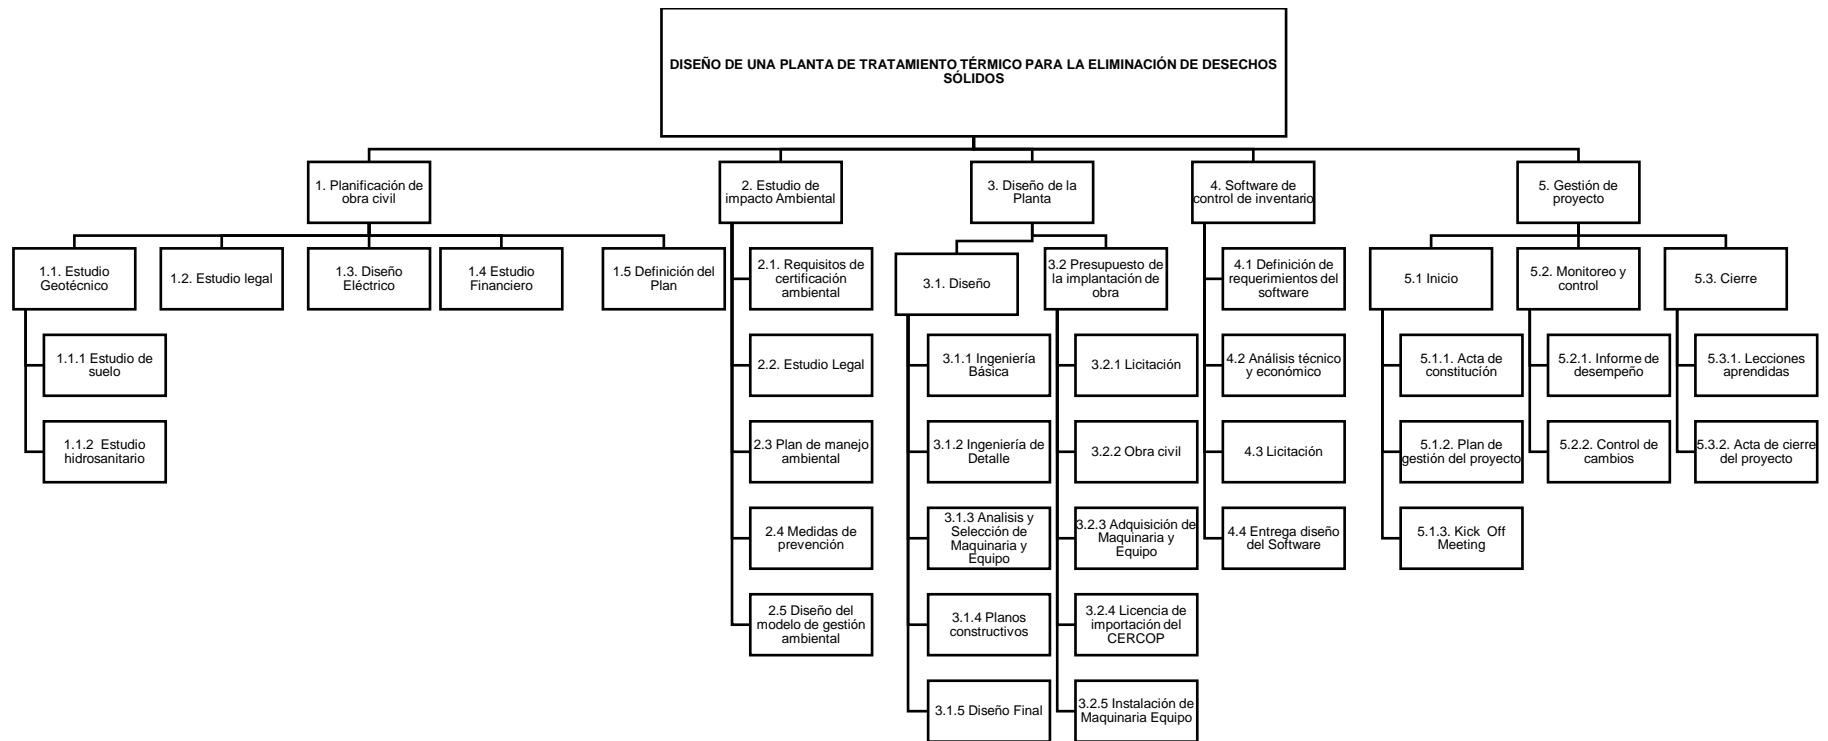 DISEÑO DE UNA PLANTA DE TRATAMIENTO TÉRMICO PARA LA ELIMINACIÓN DE DESECHOS
SÓLIDOS
1. Planificación de
obra civil
2. Estudio de
impacto Ambiental
3. Diseño de la
Planta
4. Software de
control de inventario
5. Gestión de
proyecto
1.1. Estudio
Geotécnico
1.2. Estudio legal
1.3. Diseño
Eléctrico
1.4 Estudio
Financiero
1.5 Definición del
Plan
1.1.1 Estudio de
suelo
1.1.2 Estudio
hidrosanitario
2.1. Requisitos de
certificación
ambiental
2.2. Estudio Legal
2.3 Plan de manejo
ambiental
2.4 Medidas de
prevención
2.5 Diseño del
modelo de gestión
ambiental
3.1. Diseño
3.1.1 Ingeniería
Básica
3.1.2 Ingeniería de
Detalle
3.1.3 Analisis y
Selección de
Maquinaria y
Equipo
3.1.4 Planos
constructivos
3.1.5 Diseño Final
3.2 Presupuesto de
la implantación de
obra
3.2.1 Licitación
3.2.2 Obra civil
3.2.3 Adquisición de
Maquinaria y
Equipo
3.2.4 Licencia de
importación del
CERCOP
3.2.5 Instalación de
Maquinaria Equipo
4.1 Definición de
requerimientos del
software
4.2 Análisis técnico
y económico
4.3 Licitación
4.4 Entrega diseño
del Software
5.1 Inicio
5.1.1. Acta de
constitución
5.1.2. Plan de
gestión del proyecto
5.1.3. Kick Off
Meeting
5.2. Monitoreo y
control
5.2.1. Informe de
desempeño
5.2.2. Control de
cambios
5.3. Cierre
5.3.1. Lecciones
aprendidas
5.3.2. Acta de cierre
del proyecto